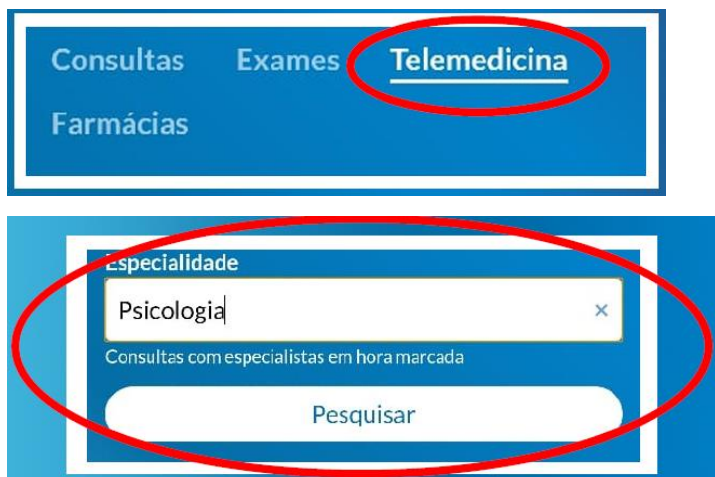 Consultas Exames Telemedicina
Farmácias
Especialidade
Psicologia ×
Consultas com especialistas em hora marcada
Pesquisar